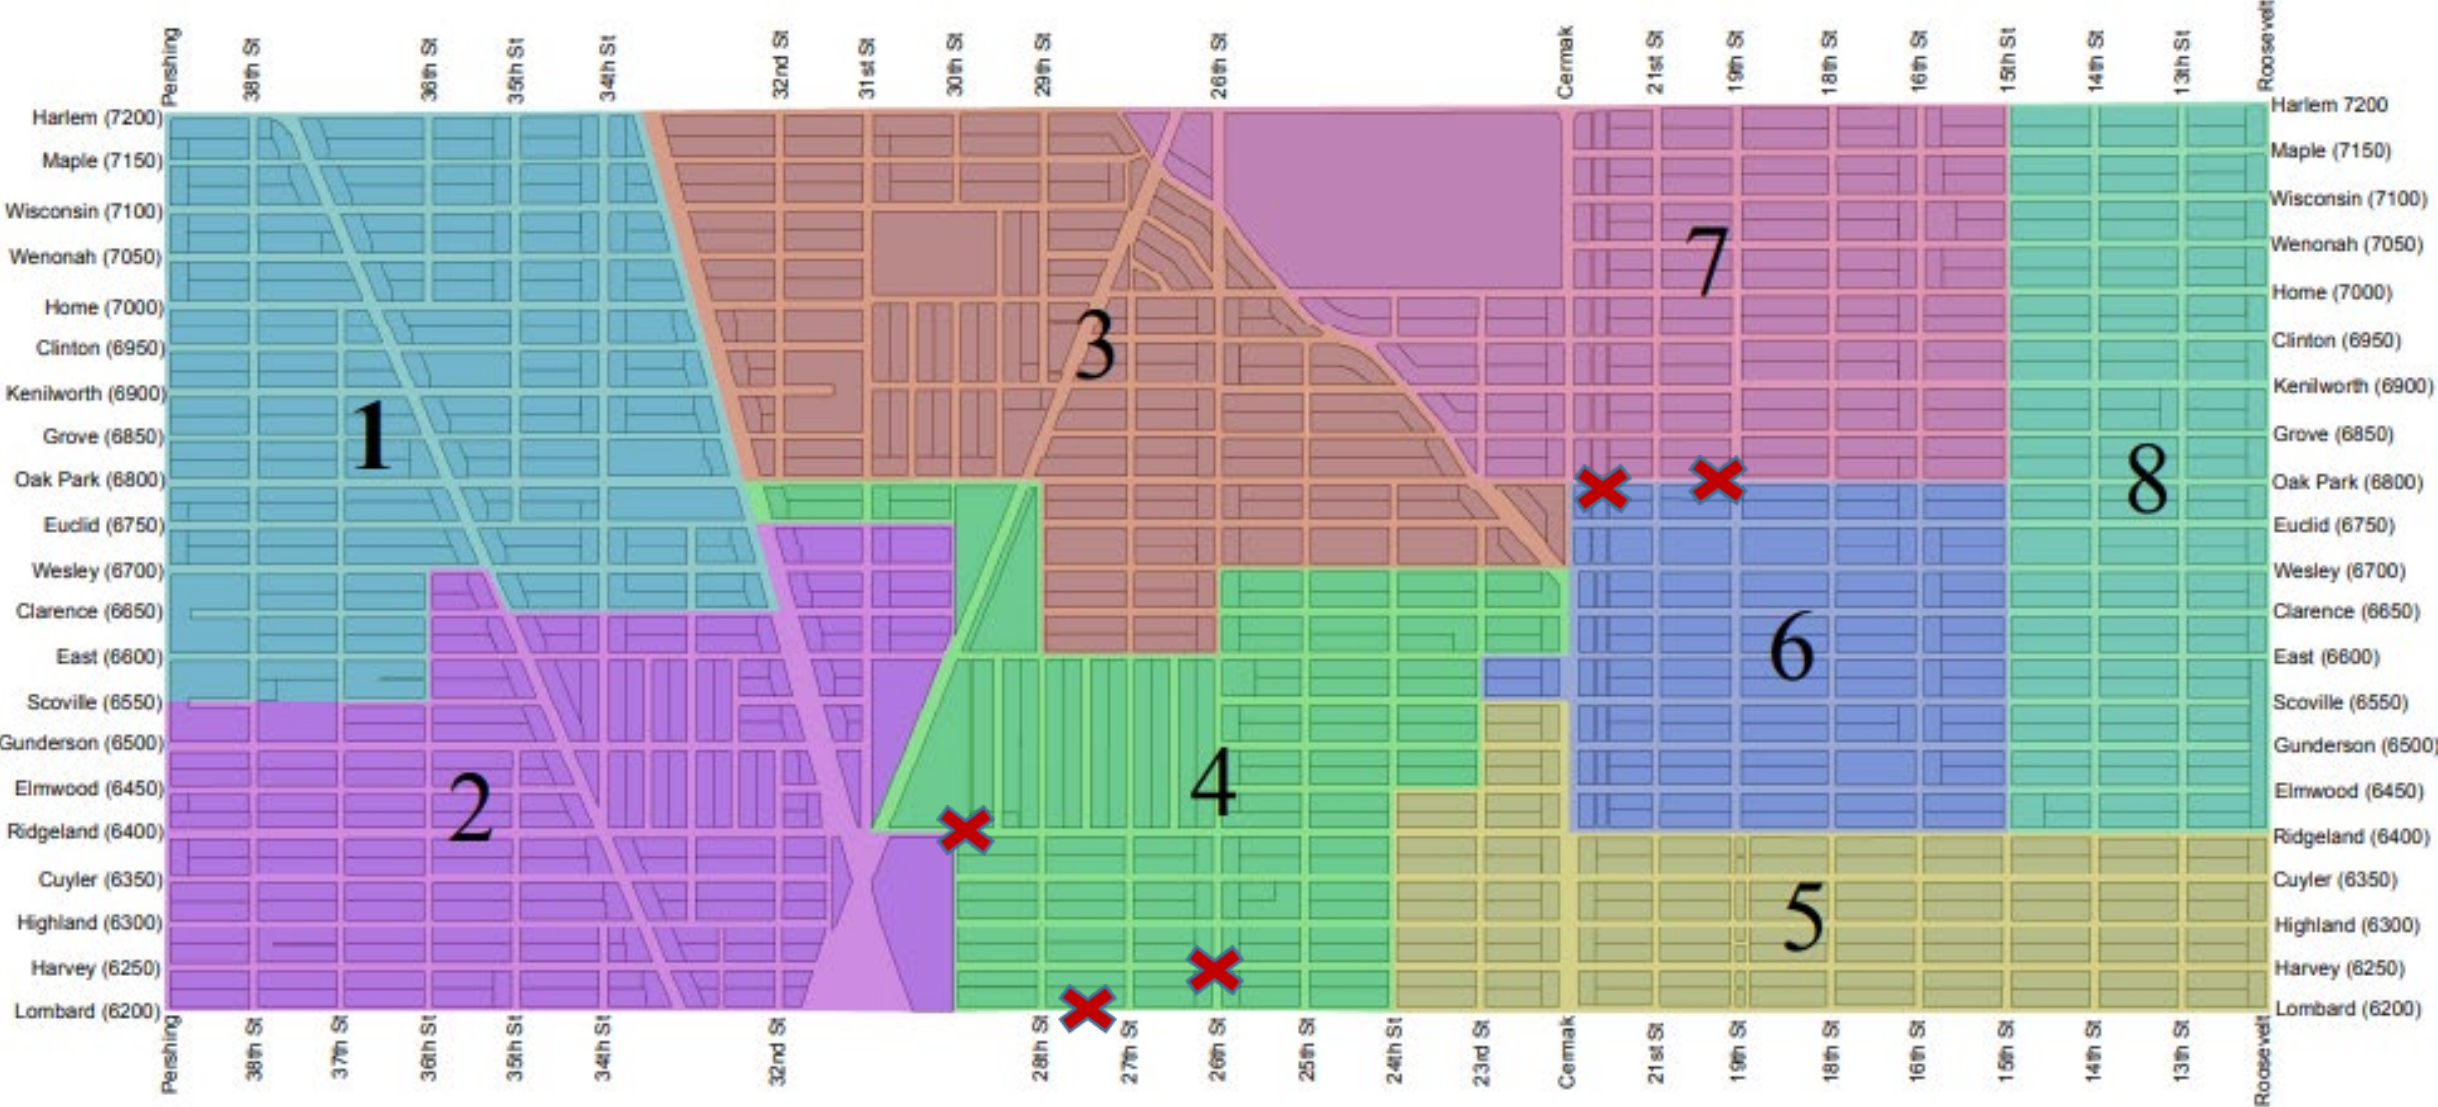 Pershing
38th St
36th St
35th St
34th St
32nd St
31st St
30th St
29th St
26th St
Cermak
21st St
19th St
18th St
16th St
15th St
14th St
13th St
Roosevelt
Harlem (7200)
Maple (7150)
Wisconsin (7100)
Wenonah (7050)
Home (7000)
Clinton (6950)
Kenilworth (6900)
Grove (6850)
Oak Park (6800)
Euclid (6750)
Wesley (6700)
Clarence (6650)
East (6600)
Scoville (6550)
Gunderson (6500)
Elmwood (6450)
Ridgeland (6400)
Cuyler (6350)
Highland (6300)
Harvey (6250)
Lombard (6200)
1
2
3
4
5
6
7
8
Harlem 7200
Maple (7150)
Wisconsin (7100)
Wenonah (7050)
Home (7000)
Clinton (6950)
Kenilworth (6900)
Grove (6850)
Oak Park (6800)
Euclid (6750)
Wesley (6700)
Clarence (6650)
East (6600)
Scoville (6550)
Gunderson (6500)
Elmwood (6450)
Ridgeland (6400)
Cuyler (6350)
Highland (6300)
Harvey (6250)
Lombard (6200)
Pershing
38th St
37th St
36th St
35th St
34th St
32nd St
28th St
27th St
26th St
25th St
24th St
23rd St
Cermak
21st St
19th St
18th St
16th St
15th St
14th St
13th St
Roosevelt